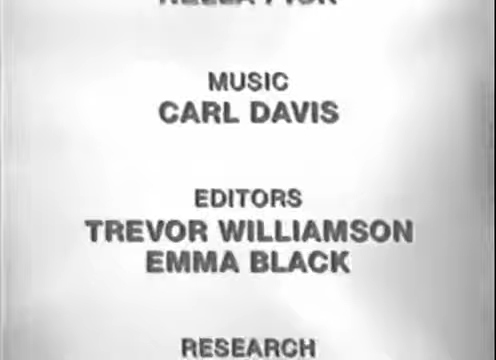 MUSIC
CARL DAVIS
EDITORS
TREVOR WILLIAMSON
EMMA BLACK
RESEARCH